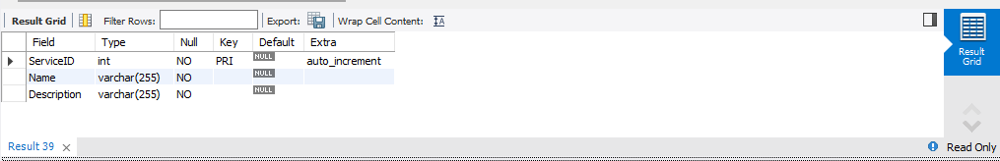 Result Grid Filter Rows: Export: Wrap Cell Content: IA
Field Type Null Key Default Extra
ServiceID int NO PRI NULL auto_increment
Name varchar(255) NO NULL
Description varchar(255) NO NULL
Result Grid
Result 39 × Read Only